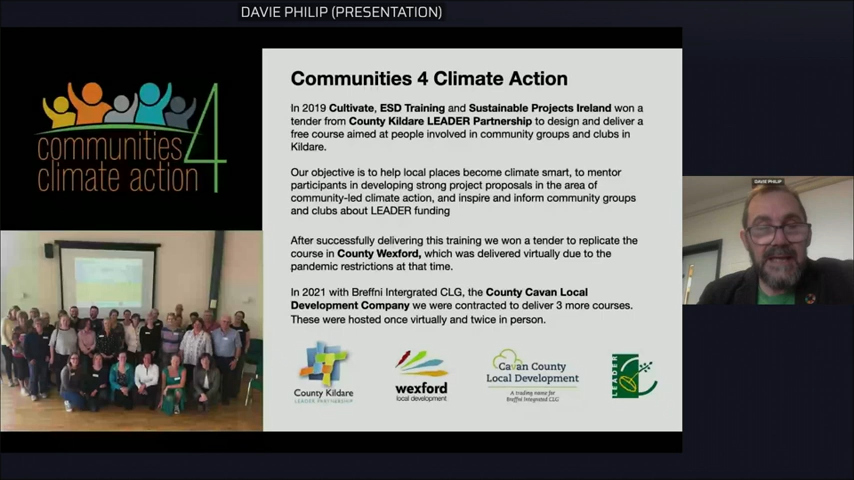 DAVIE PHILIP (PRESENTATION)
communities 4
climate action
Communities 4 Climate Action
In 2019 Cultivate, ESD Training and Sustainable Projects Ireland won a
tender from County Kildare LEADER Partnership to design and deliver a
free course aimed at people involved in community groups and clubs in
Kildare.
Our objective is to help local places become climate smart, to mentor
participants in developing strong project proposals in the area of
community-led climate action, and inspire and inform community groups
and clubs about LEADER funding
After successfully delivering this training we won a tender to replicate the
course in County Wexford, which was delivered virtually due to the
pandemic restrictions at that time.
In 2021 with Breffni Intergrated CLG, the County Cavan Local
Development Company we were contracted to deliver 3 more courses.
These were hosted once virtually and twice in person.
County Kildare
LEADER PARTNERSHIP
wexford
local development
Cavan County
Local Development
A trading name for
Breffni Integrated CLG
LEADER
DAVIE PHILIP